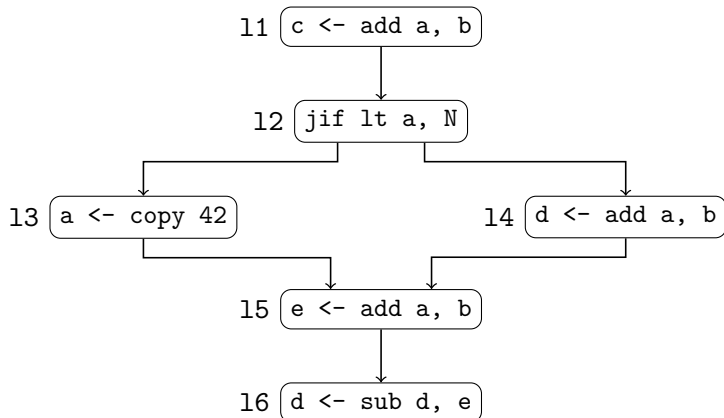 l1 c <- add a, b
l2 jif lt a, N
l3 a <- copy 42
l4 d <- add a, b
l5 e <- add a, b
l6 d <- sub d, e